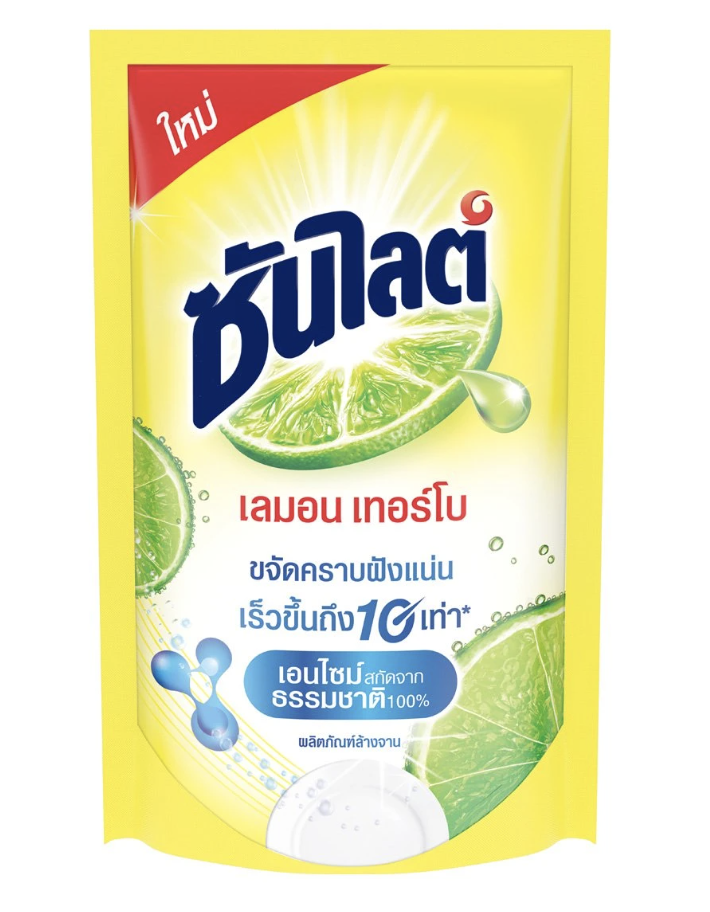 ใหม่
ซันไลต์
เลมอน เทอร์โบ
ขจัดคราบฝังแน่น
เร็วขึ้นถึง 10 เท่า*
เอนไซม์ สกัดจาก
ธรรมชาติ 100%
ผลิตภัณฑ์ล้างจาน